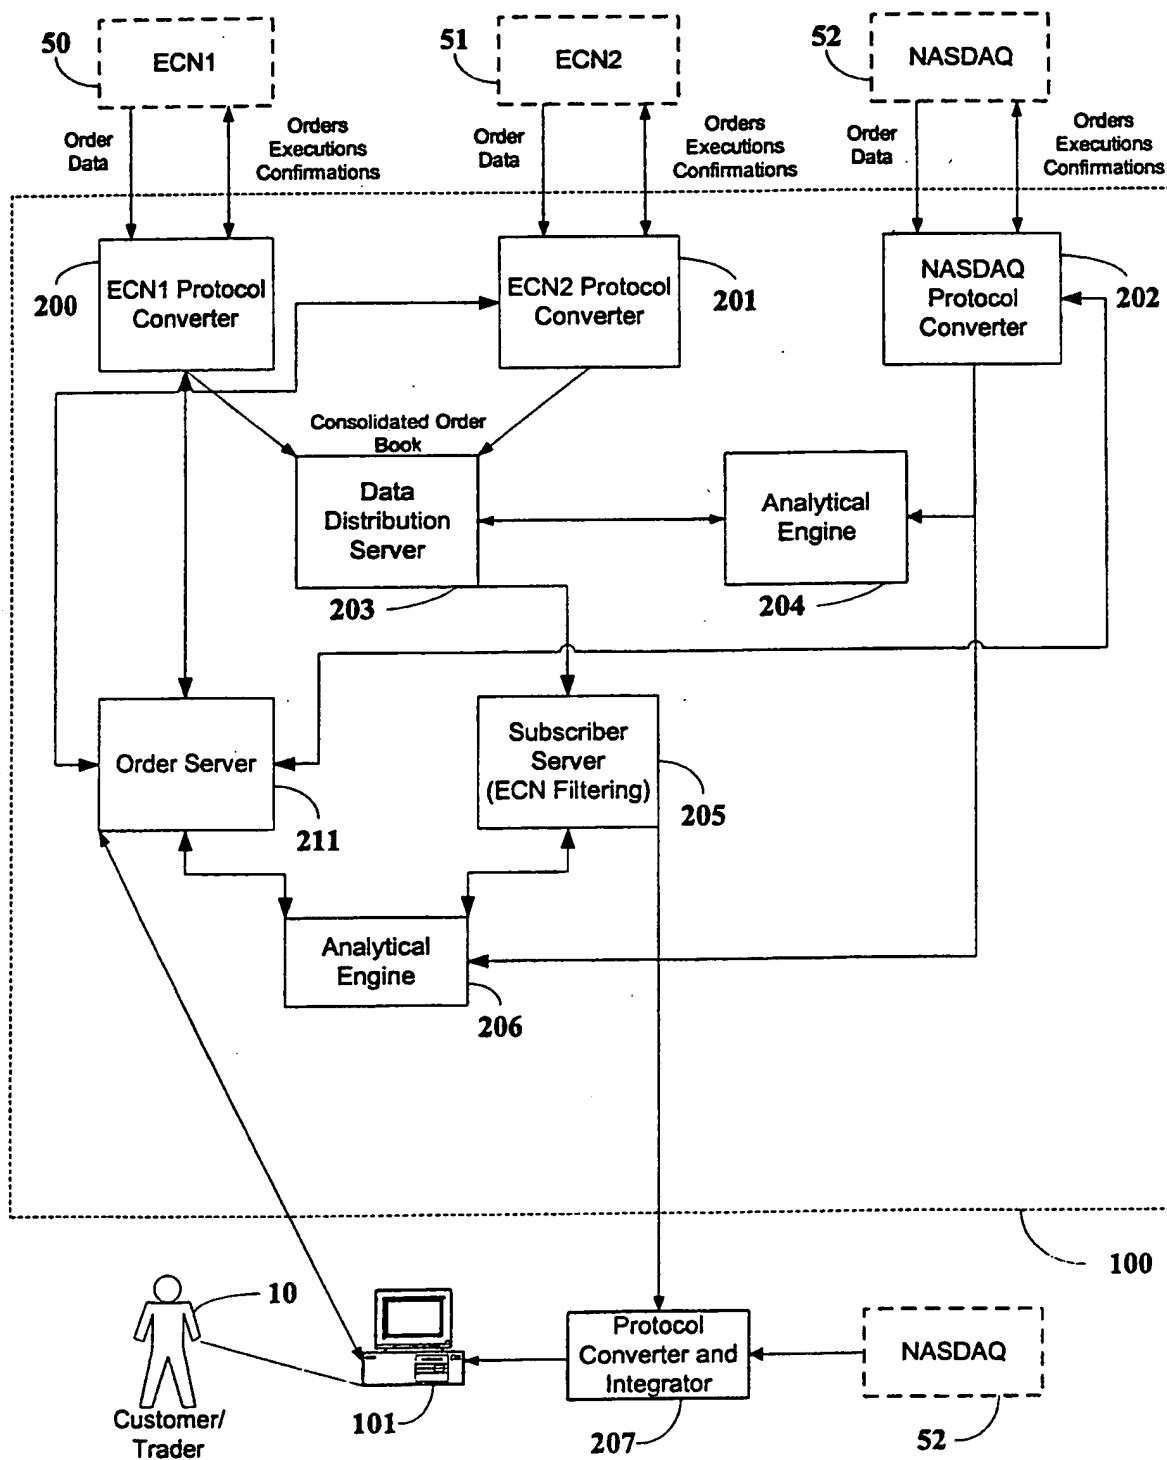 50
ECN1
51
ECN2
52
NASDAQ
Order
Data
Orders
Executions
Confirmations
Order
Data
Orders
Executions
Confirmations
Order
Data
Orders
Executions
Confirmations
200
ECN1 Protocol
Converter
ECN2 Protocol
Converter
201
NASDAQ
Protocol
Converter
202
Consolidated Order
Book
Data
Distribution
Server
203
Analytical
Engine
204
Order Server
211
Subscriber
Server
(ECN Filtering)
205
Analytical
Engine
206
100
10
Customer/
Trader
101
Protocol
Converter and
Integrator
207
NASDAQ
52